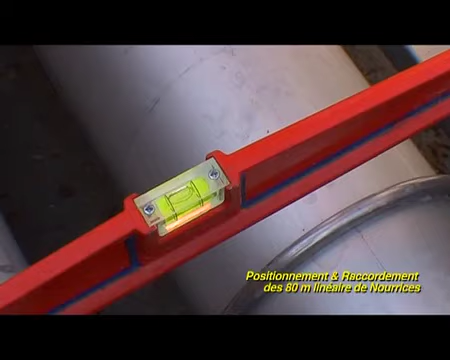 Positionnement & Raccordement
des 80 m linéaire de Nourrices